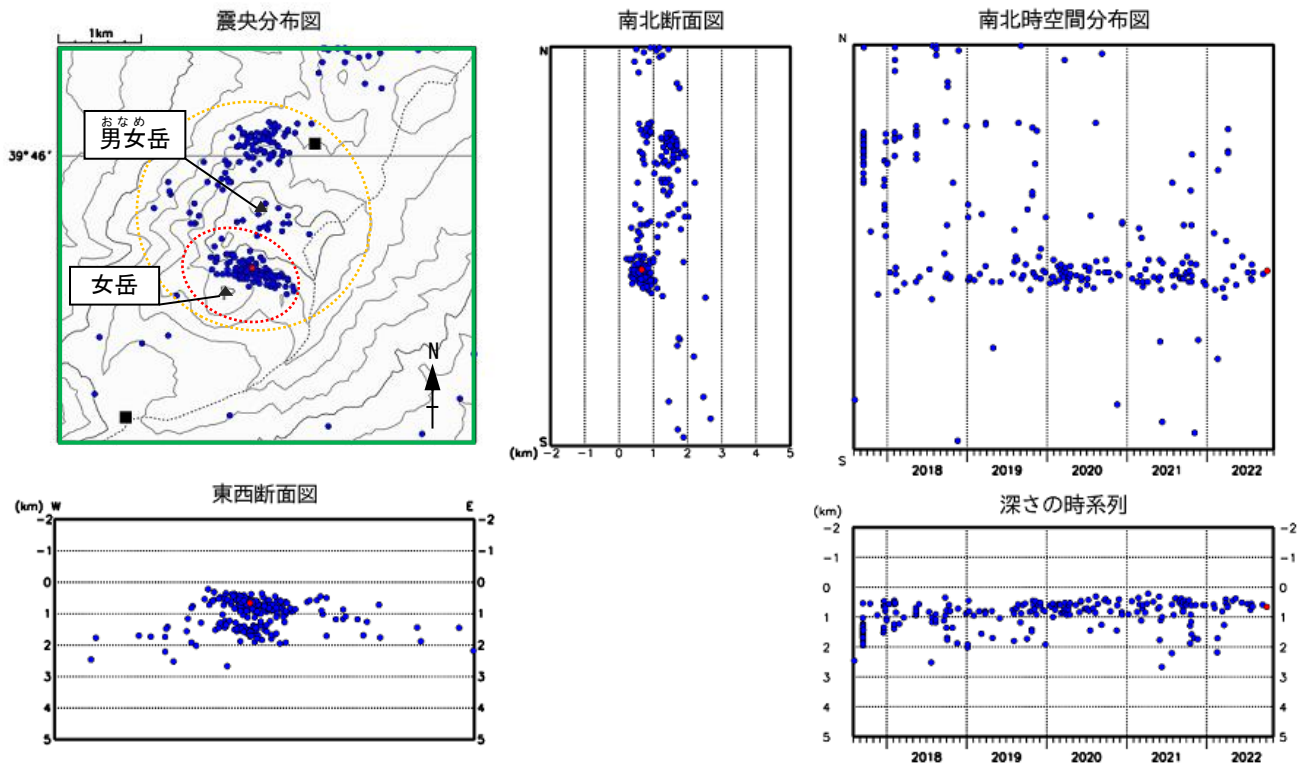 震央分布図
1km
おなめ
男女岳
39°46'
女岳
N
南北断面図
N
S
(km) -2 -1 0 1 2 3 4 5
南北時空間分布図
N
S
2018 2019 2020 2021 2022
東西断面図
(km) W E
-2 -2
-1 -1
0 0
1 1
2 2
3 3
4 4
5 5
深さの時系列
(km)
-2 -2
-1 -1
0 0
1 1
2 2
3 3
4 4
5 5
2018 2019 2020 2021 2022